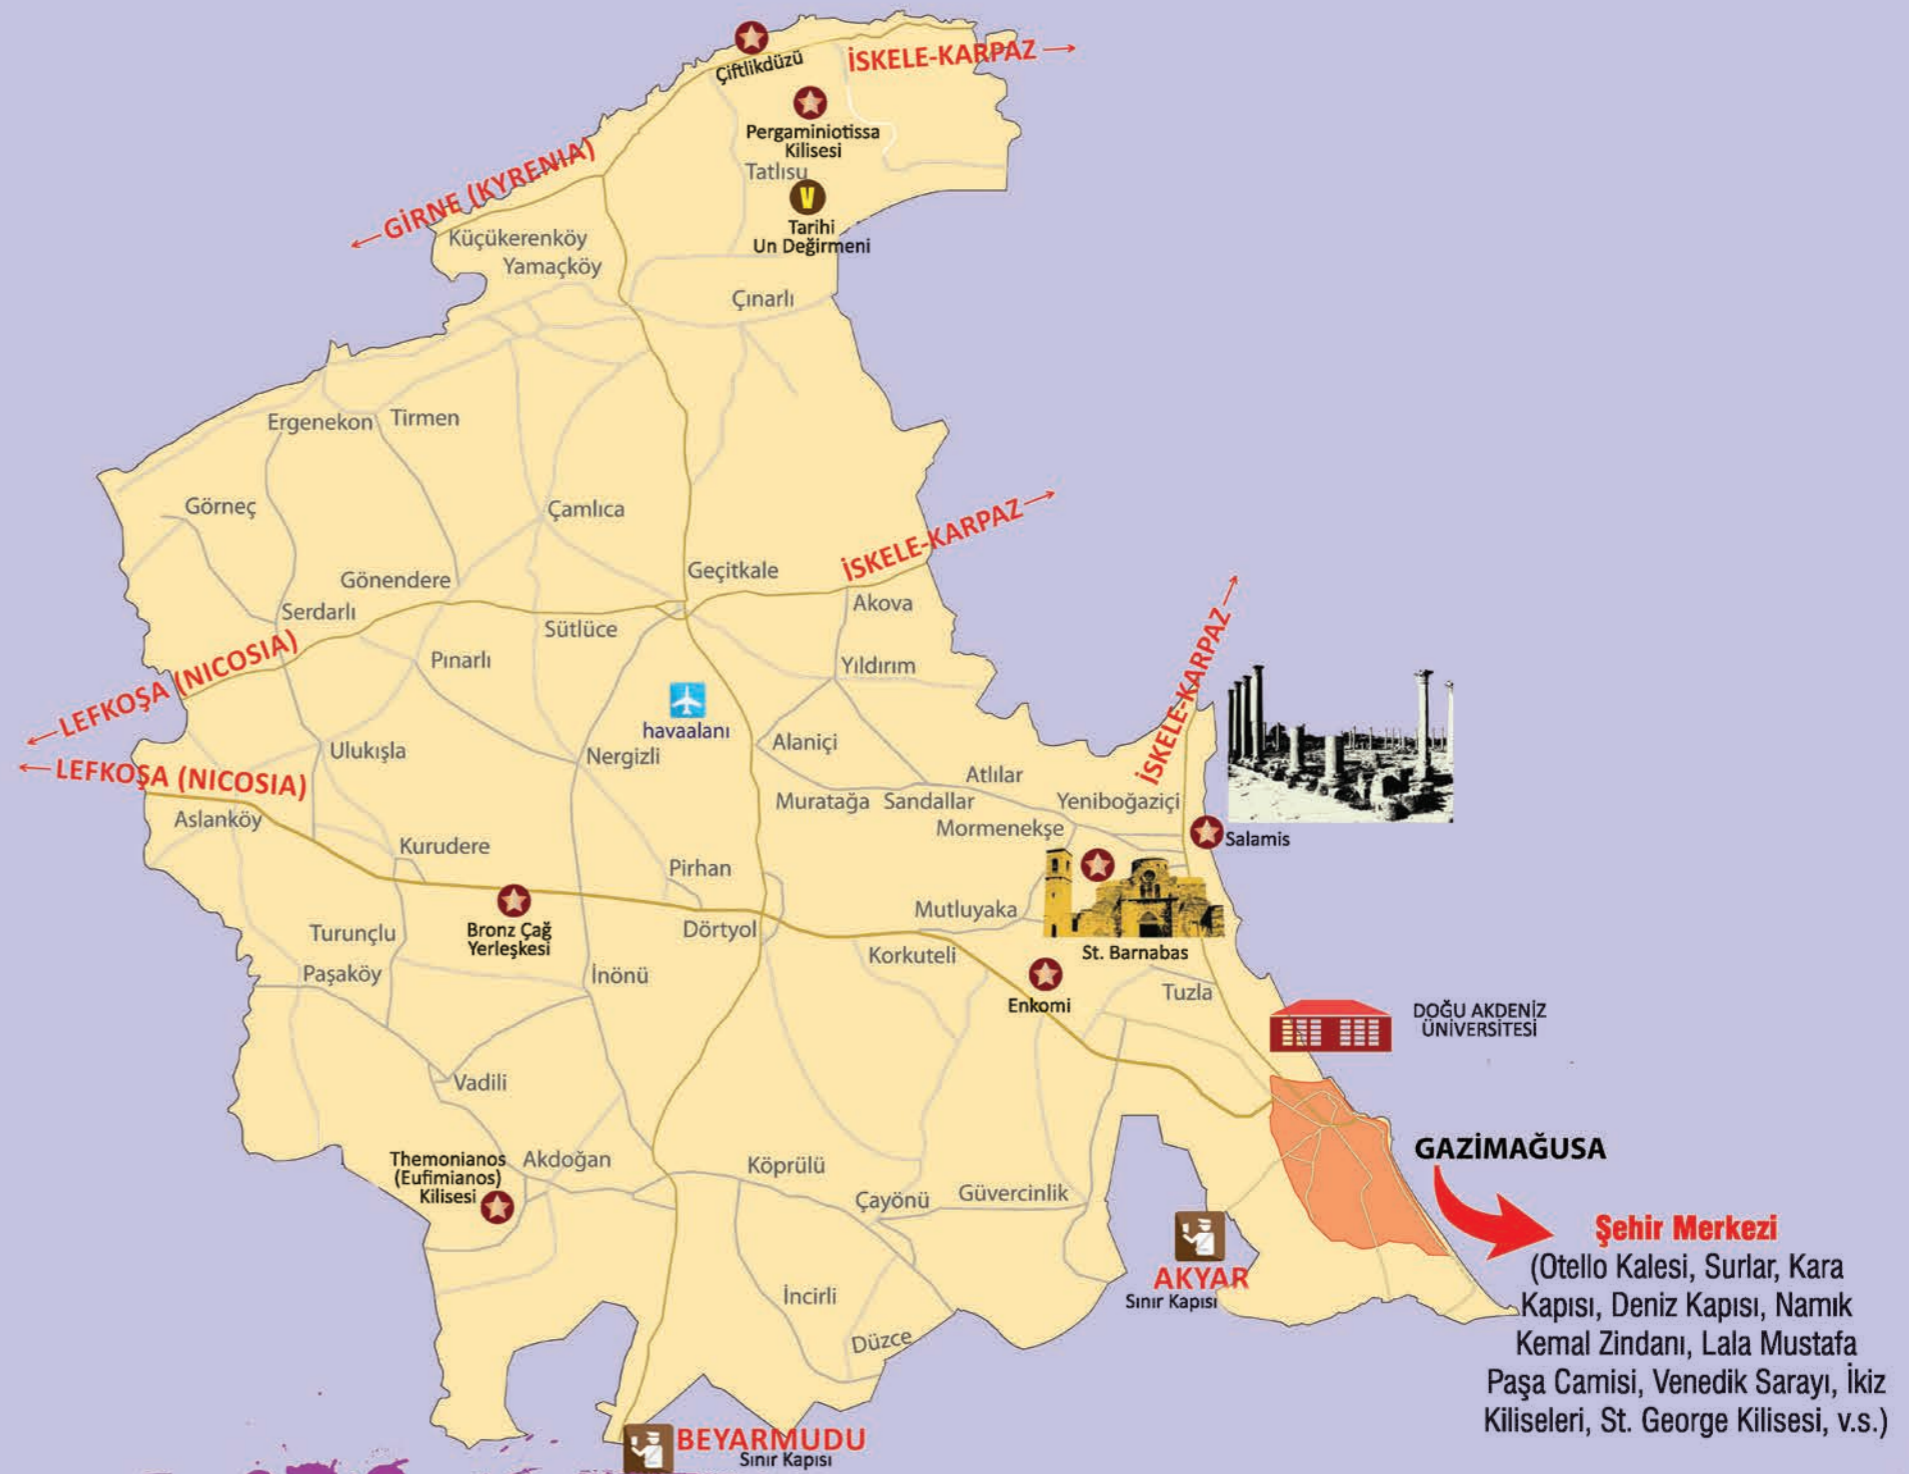 Çiftlikdüzü
İSKELE-KARPAZ
Pergaminiotissa
Kilisesi
GİRNE (KYRENIA)
Tatlısu
V
Tarihi
Un Değirmeni
Küçükerenköy
Yamaçköy
Çınarlı
Ergenekon
Tirmen
Görneç
Çamlıca
İSKELE-KARPAZ
Geçitkale
Gönendere
Akova
Serdarlı
Sütlüce
LEFKOŞA (NICOSIA)
Pınarlı
Yıldırım
İSKELE-KARPAZ
havaalanı
Ulukışla
Nergizli
Alaniçi
LEFKOŞA (NICOSIA)
Atlılar
Muratağa
Sandallar
Yeniboğaziçi
Aslanköy
Mormenekşe
Salamis
Kurudere
Pirhan
Mutluyaka
Turunçlu
Bronz Çağ
Yerleşkesi
Dörtyol
Korkuteli
St. Barnabas
Paşaköy
İnönü
Enkomi
Tuzla
DOĞU AKDENİZ
ÜNİVERSİTESİ
Vadili
GAZİMAĞUSA
Themonianos
(Eufimianos)
Kilisesi
Akdoğan
Köprülü
Çayönü
Güvercinlik
Şehir Merkezi
(Otello Kalesi, Surlar, Kara
Kapısı, Deniz Kapısı, Namık
Kemal Zindanı, Lala Mustafa
Paşa Camisi, Venedik Sarayı, İkiz
Kiliseleri, St. George Kilisesi, v.s.)
AKYAR
Sınır Kapısı
İncirli
Düzce
BEYARMUDU
Sınır Kapısı